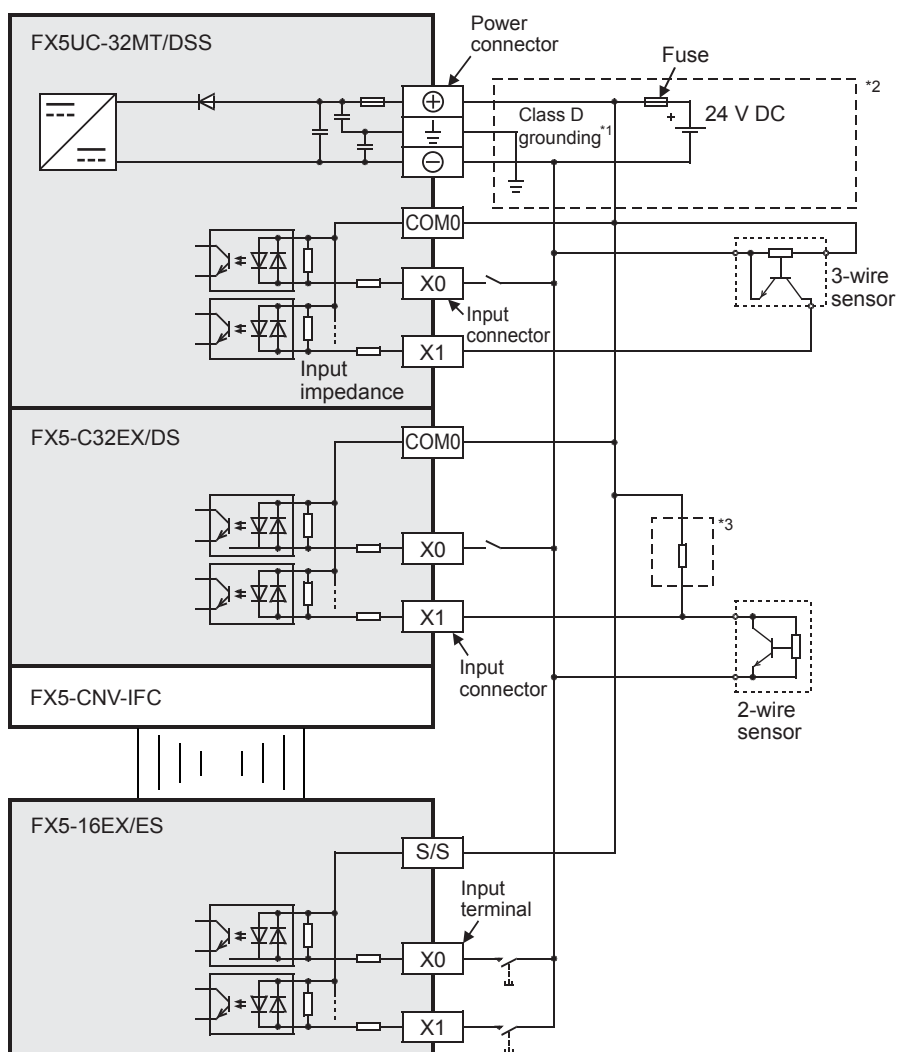 FX5UC-32MT/DSS
Power
connector
Fuse
*2
Class D
grounding*1
+
24 V DC
COM0
X0
Input
connector
X1
3-wire
sensor
Input
impedance
FX5-C32EX/DS
COM0
*3
X0
X1
Input
connector
2-wire
sensor
FX5-CNV-IFC
FX5-16EX/ES
S/S
Input
terminal
X0
X1